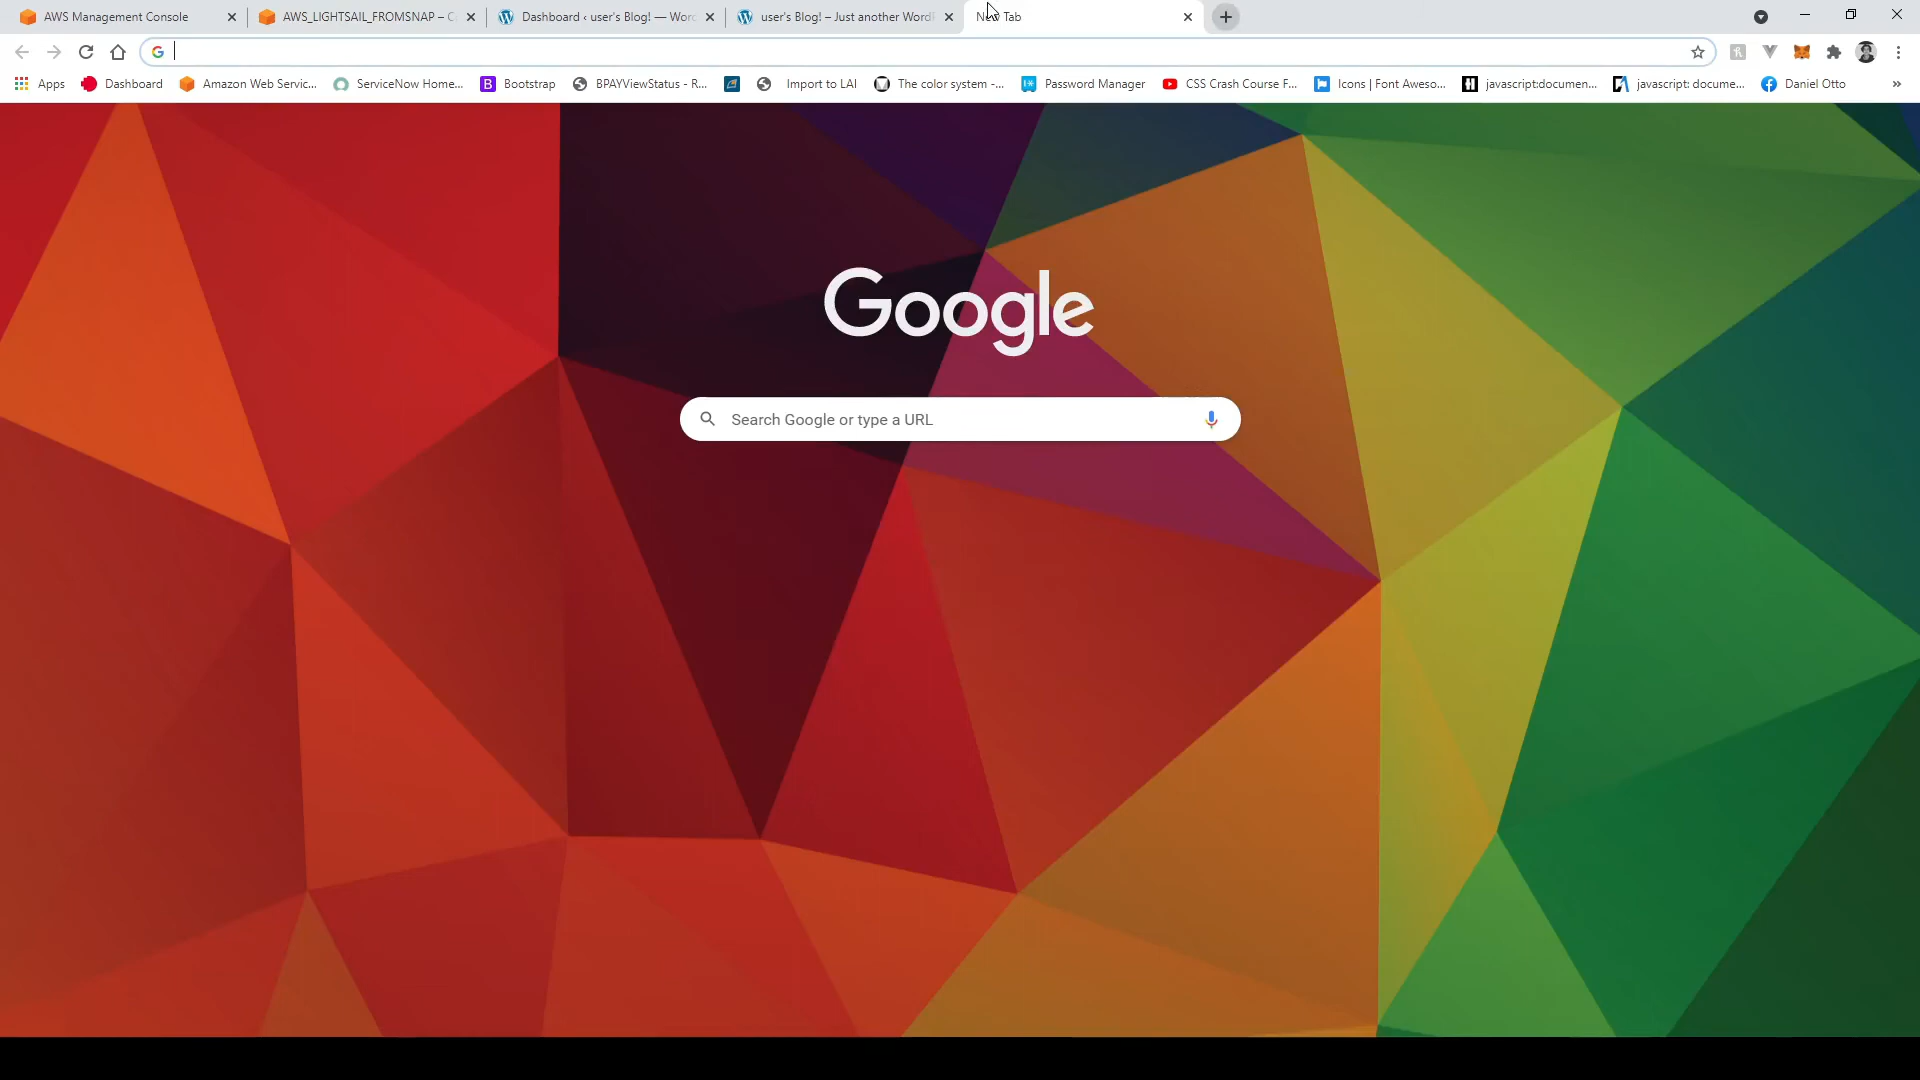 AWS Management Console
AWS_LIGHTSAIL_FROMSNAP – C
Dashboard ‹ user's Blog! — Word
user's Blog! – Just another WordP
Tab
Apps
Dashboard
Amazon Web Servic...
ServiceNow Home...
Bootstrap
BPAYViewStatus - R...
Import to LAI
The color system -...
Password Manager
CSS Crash Course F...
Icons | Font Aweso...
javascript:documen...
javascript: docume...
Daniel Otto
Google
Search Google or type a URL